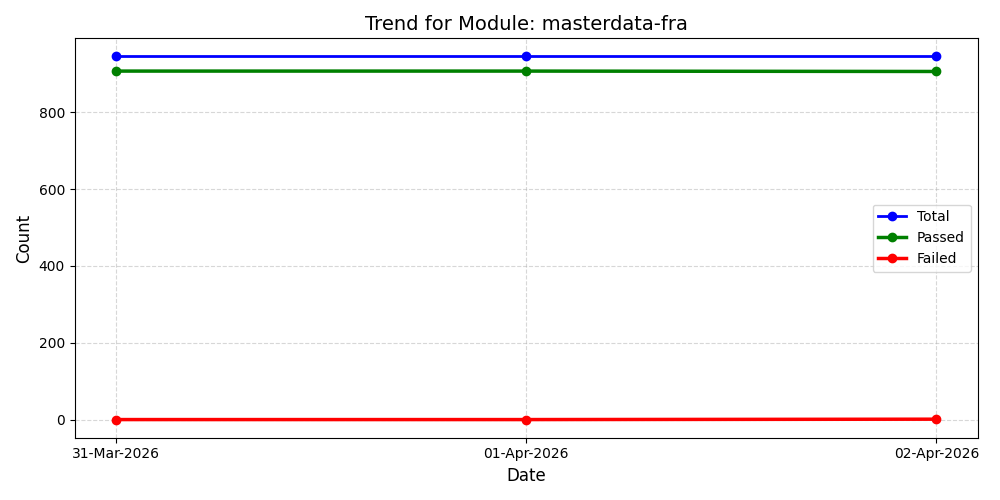 Trend for Module: masterdata-fra
800
600
400
200
0
Count
Total
Passed
Failed
31-Mar-2026
01-Apr-2026
02-Apr-2026
Date